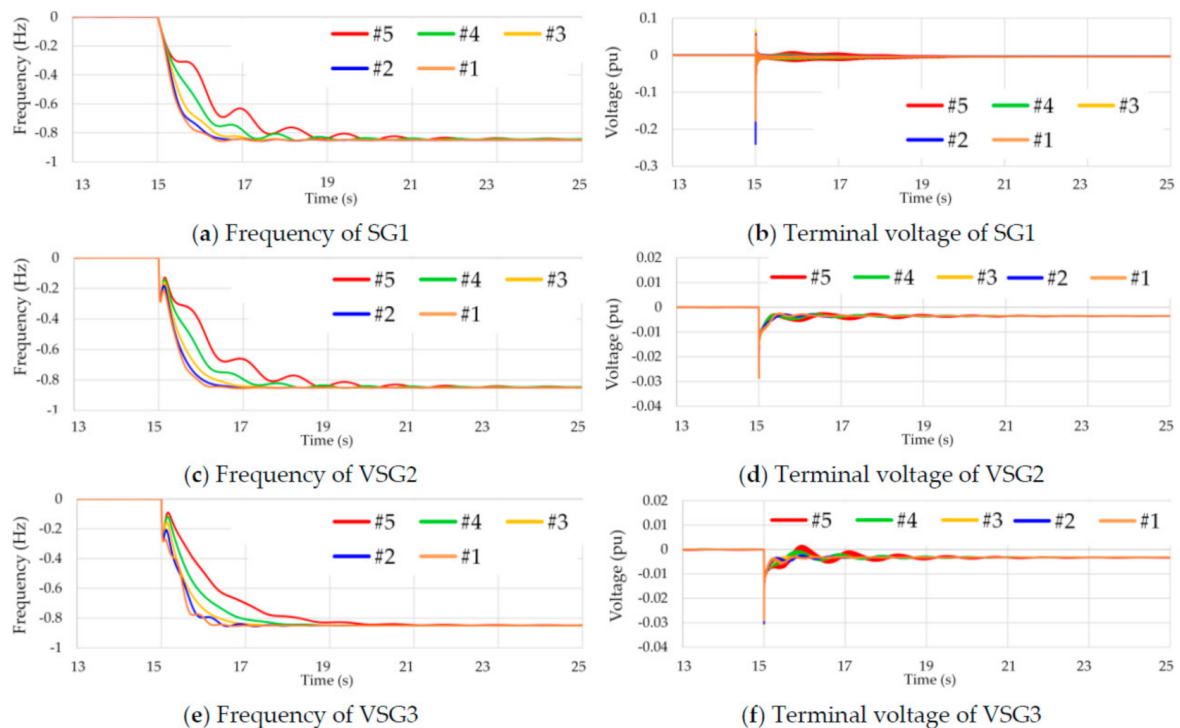 0
-0.2
-0.4
-0.6
-0.8
-1
Frequency (Hz)
#5 #4 #3
#2 #1
13 15 17 19 21 23 25
Time (s)
(a) Frequency of SG1
0.1
0
-0.1
-0.2
-0.3
Voltage (pu)
#5 #4 #3
#2 #1
13 15 17 19 21 23 25
Time (s)
(b) Terminal voltage of SG1
0
-0.2
-0.4
-0.6
-0.8
-1
Frequency (Hz)
#5 #4 #3
#2 #1
13 15 17 19 21 23 25
Time (s)
(c) Frequency of VSG2
0.02
0.01
0
-0.01
-0.02
-0.03
-0.04
Voltage (pu)
#5 #4 #3 #2 #1
13 15 17 19 21 23 25
Time (s)
(d) Terminal voltage of VSG2
0
-0.2
-0.4
-0.6
-0.8
-1
Frequency (Hz)
#5 #4 #3
#2 #1
13 15 17 19 21 23 25
Time (s)
(e) Frequency of VSG3
0.02
0.01
0
-0.01
-0.02
-0.03
-0.04
Voltage (pu)
#5 #4 #3 #2 #1
13 15 17 19 21 23 25
Time (s)
(f) Terminal voltage of VSG3